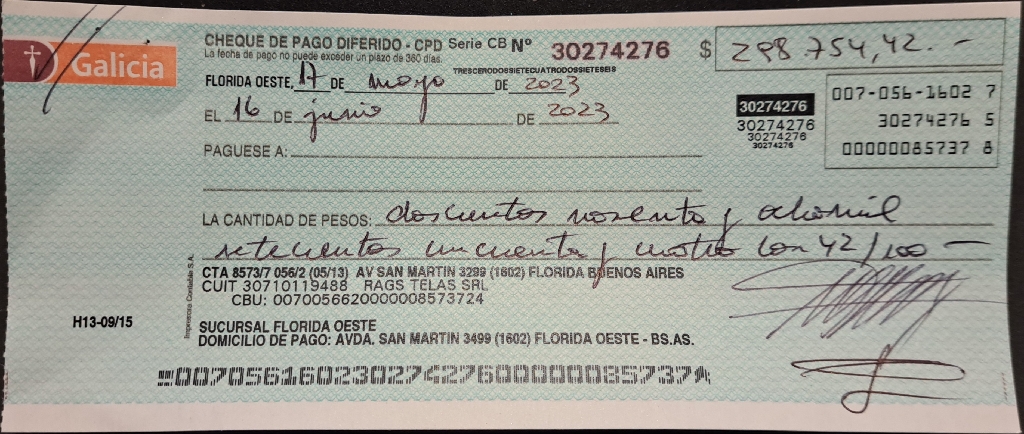 Galicia
CHEQUE DE PAGO DIFERIDO - CPD Serie CB Nº 30274276 $ 298.754,42.-
La fecha de pago no puede exceder un plazo de 360 días.
TRESCERODOSSIETECUATRODOSSIETESEIS
FLORIDA OESTE, 17 DE mayo DE 2023
EL 16 DE junio DE 2023
PAGUESE A:
30274276
30274276
30274276
30274276
007-056-1602 7
30274276 5
00000085737 8
LA CANTIDAD DE PESOS: doscientos noventa y ocho mil
setecientos cincuenta y cuatro con 42/100 -
CTA 8573/7 056/2 (05/13) AV SAN MARTIN 3299 (1602) FLORIDA BUENOS AIRES
CUIT 30710119488 RAGS TELAS SRL
CBU: 0070056620000008573724
Impresora Contable S.A.
H13-09/15
SUCURSAL FLORIDA OESTE
DOMICILIO DE PAGO: AVDA. SAN MARTIN 3499 (1602) FLORIDA OESTE - BS.AS.
00705616023027427600000085737